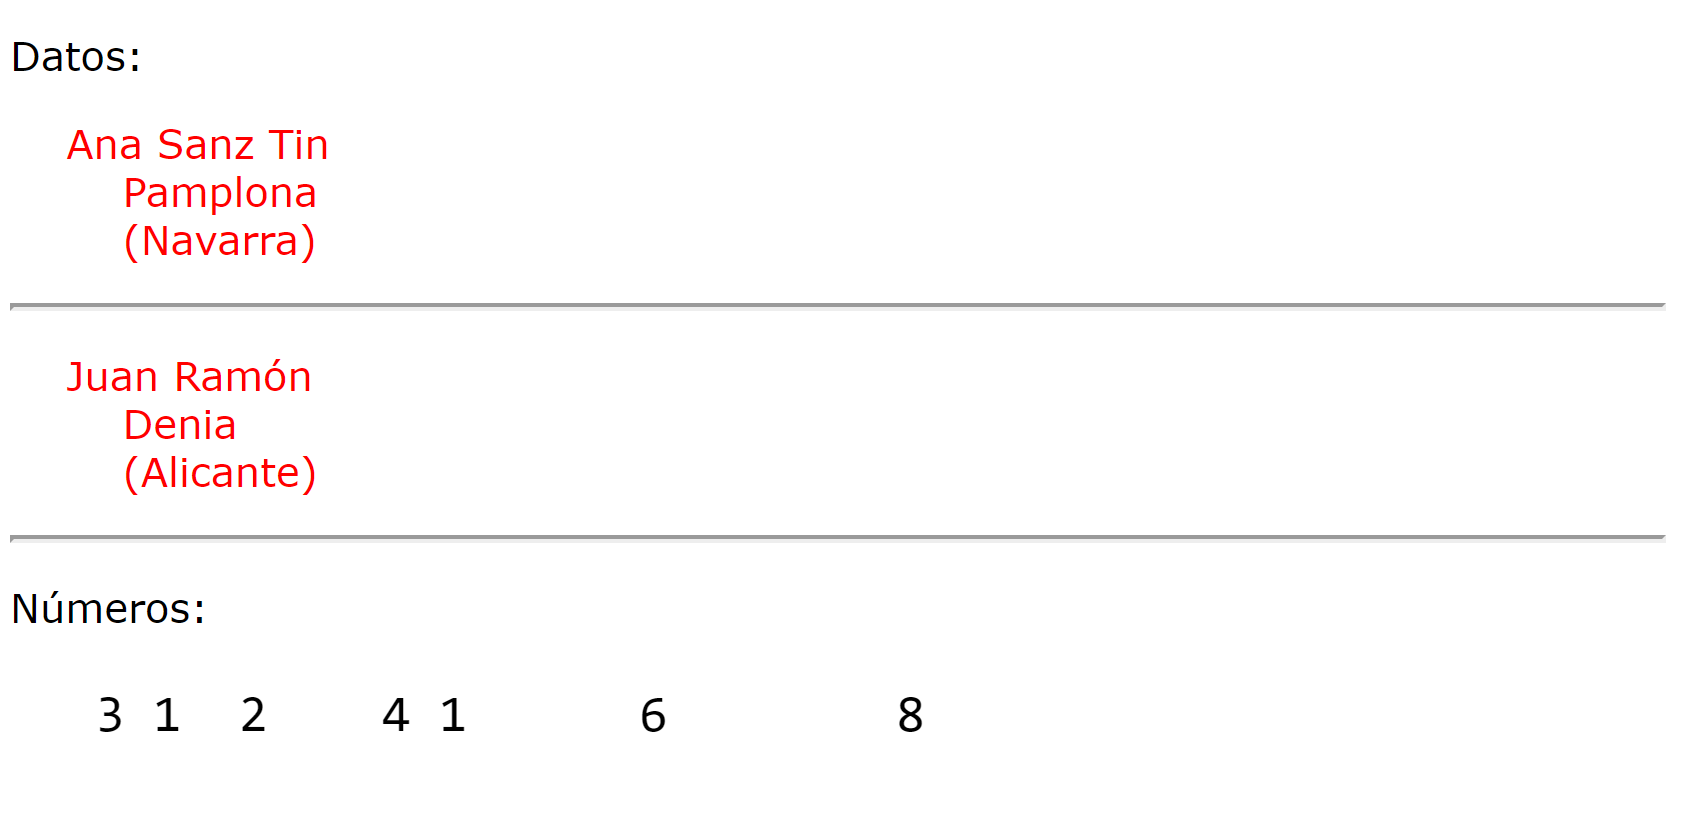 Datos:
Ana Sanz Tin
Pamplona
(Navarra)
Juan Ramón
Denia
(Alicante)
Números:
3 1  2    4 1      6        8